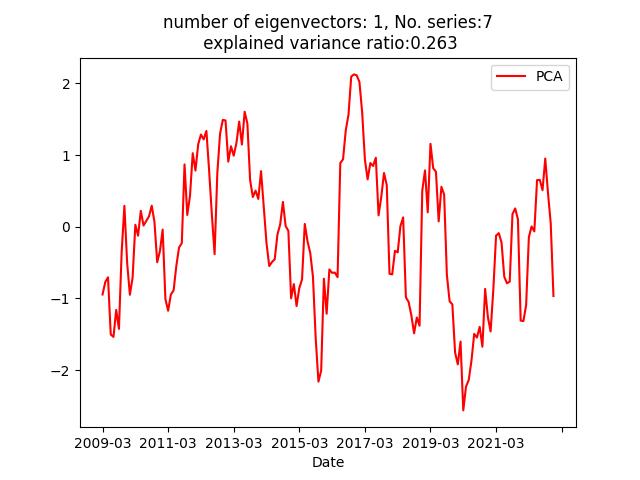 number of eigenvectors: 1, No. series:7
explained variance ratio:0.263
PCA
2
1
0
−1
−2
2009-03 2011-03 2013-03 2015-03 2017-03 2019-03 2021-03
Date